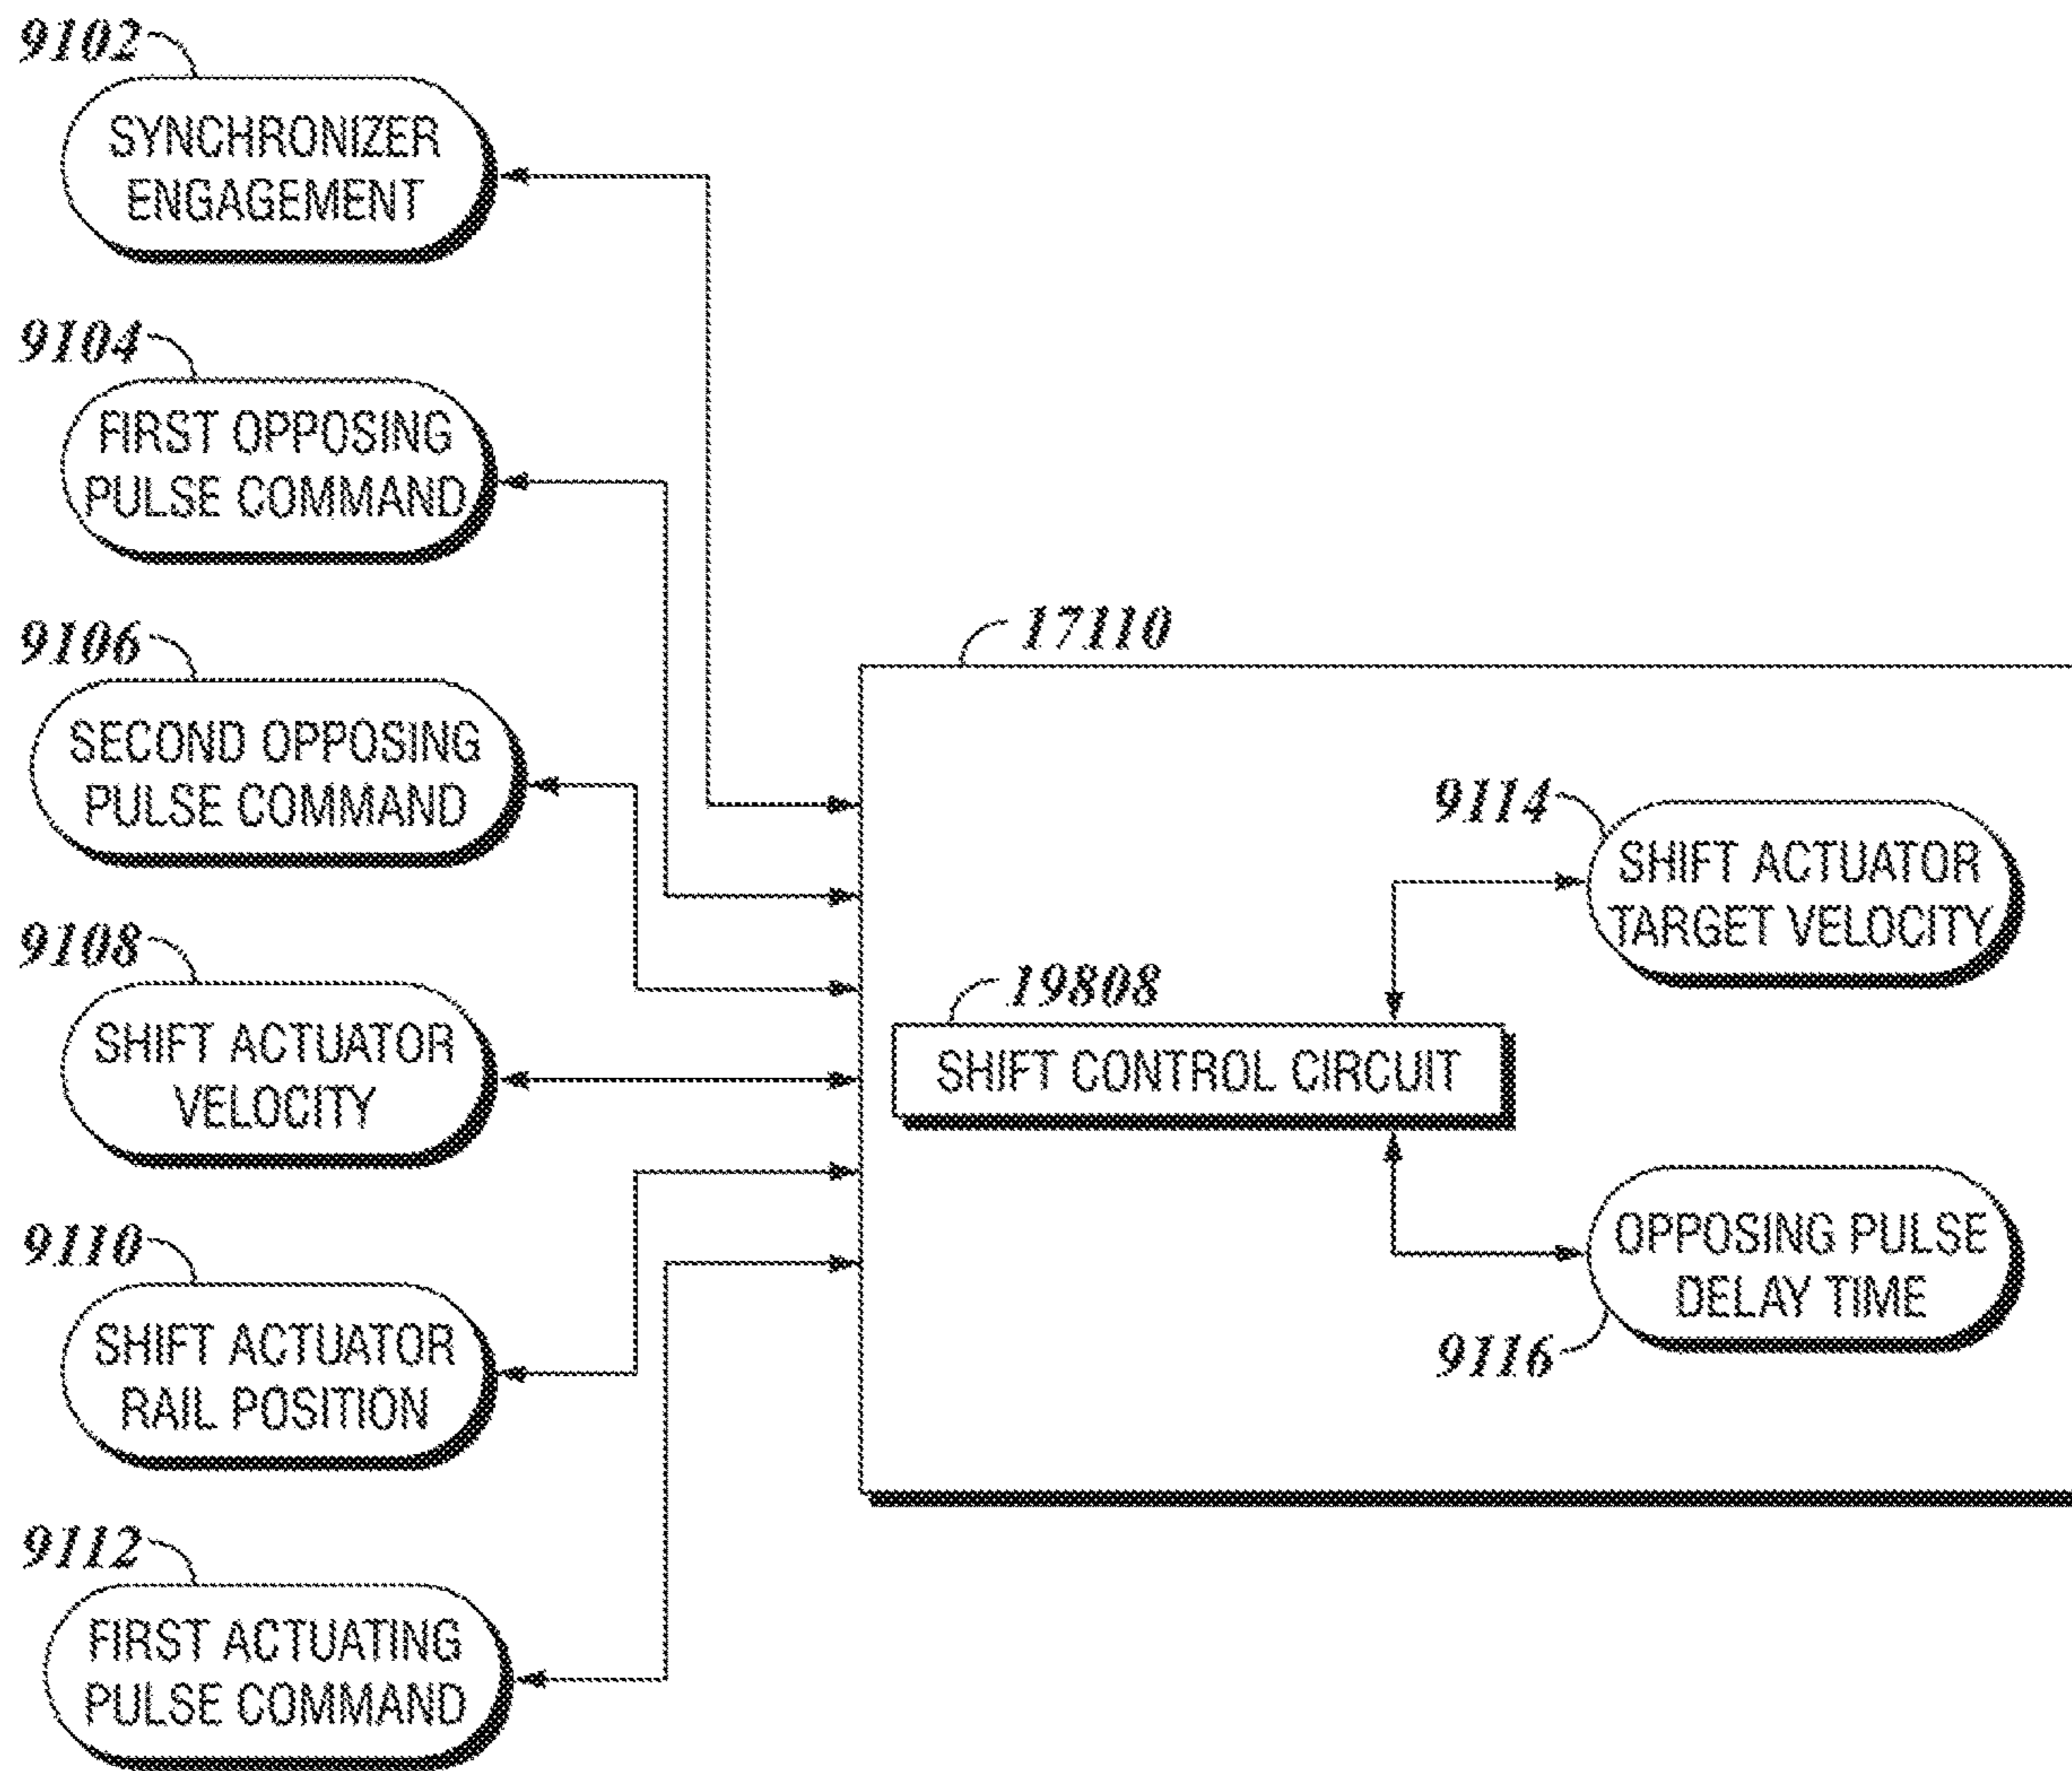 9102
SYNCHRONIZER
ENGAGEMENT
9104
FIRST OPPOSING
PULSE COMMAND
9106
SECOND OPPOSING
PULSE COMMAND
9108
SHIFT ACTUATOR
VELOCITY
9110
SHIFT ACTUATOR
RAIL POSITION
9112
FIRST ACTUATING
PULSE COMMAND
17110
9114
SHIFT ACTUATOR
TARGET VELOCITY
19808
SHIFT CONTROL CIRCUIT
OPPOSING PULSE
DELAY TIME
9116